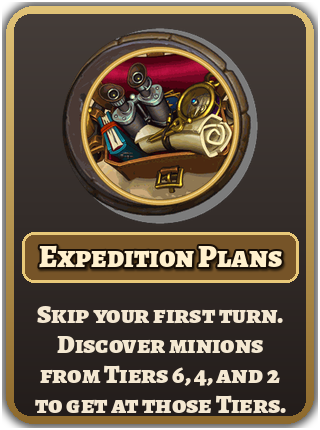 Expedition Plans
Skip your first turn.
Discover minions
from Tiers 6, 4, and 2
to get at those Tiers.